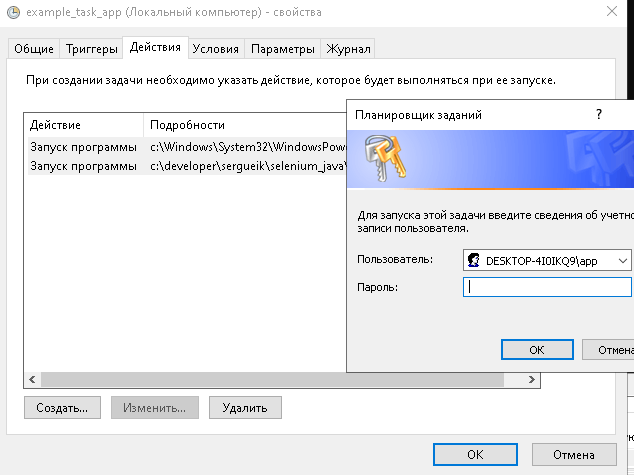 example_task_app (Локальный компьютер) - свойства
Общие Триггеры Действия Условия Параметры Журнал
При создании задачи необходимо указать действие, которое будет выполняться при ее запуске.
Действие Подробности
Запуск программы c:\Windows\System32\WindowsPow
Запуск программы c:\developer\sergueik\selenium_java\
Планировщик заданий ?
Для запуска этой задачи введите сведения об учетно
записи пользователя.
Пользователь: DESKTOP-4I0IKQ9\app
Пароль:
OK Отмена
Создать... Изменить... Удалить
OK Отмена